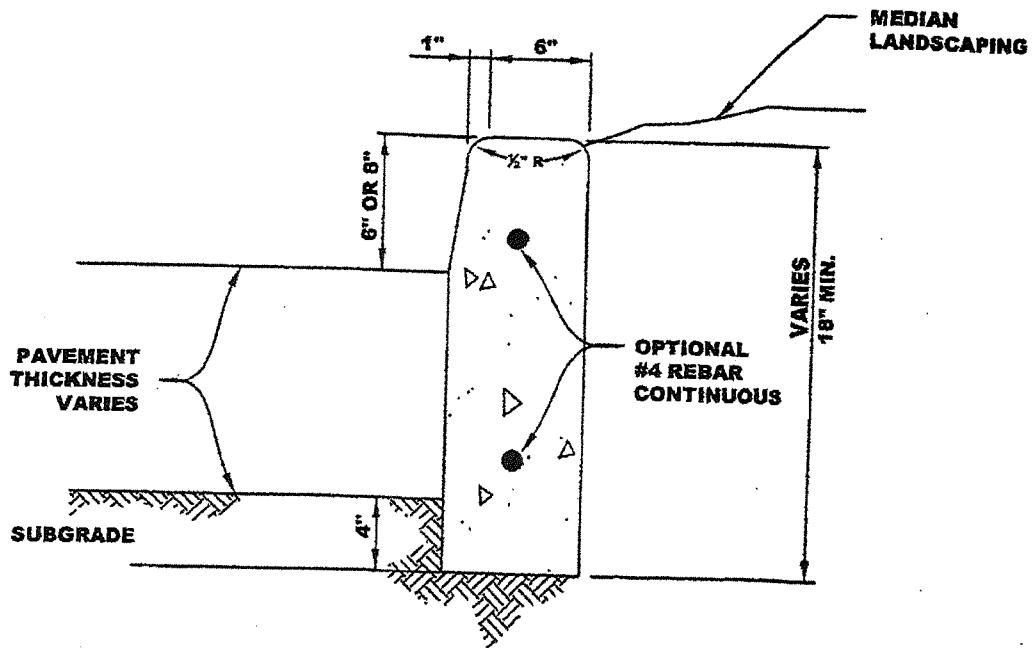 MEDIAN
LANDSCAPING
1"
6"
½" R
6" OR 8"
VARIES
18" MIN.
PAVEMENT
THICKNESS
VARIES
OPTIONAL
#4 REBAR
CONTINUOUS
SUBGRADE
4"